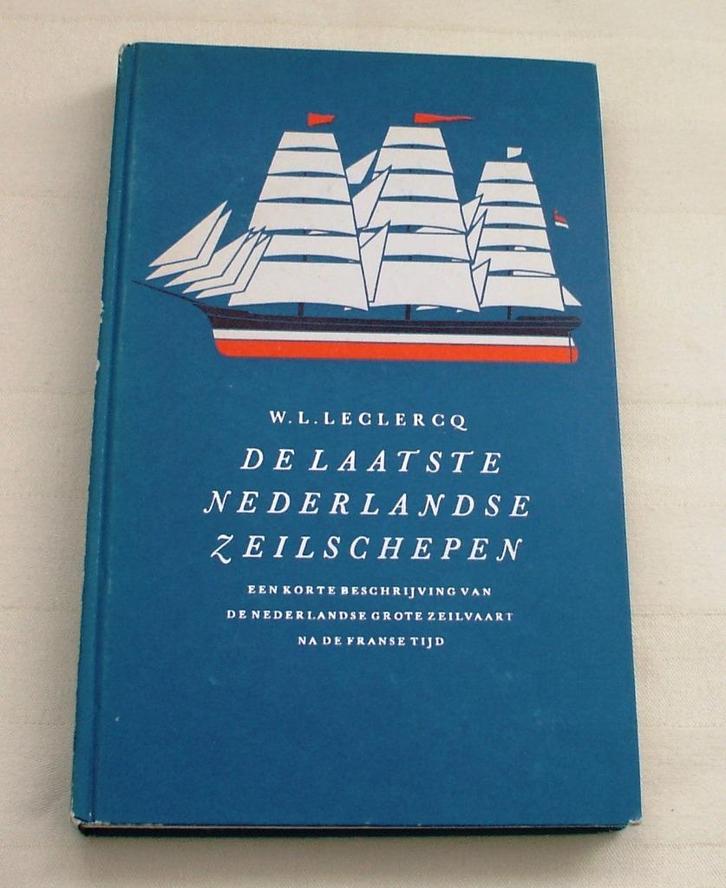 W.L.LECLERCQ
DE LAATSTE
NEDERLANDSE
ZEILSCHEPEN
EEN KORTE BESCHRIJVING VAN
DE NEDERLANDSE GROTE ZEILVAART
NA DE FRANSE TIJD